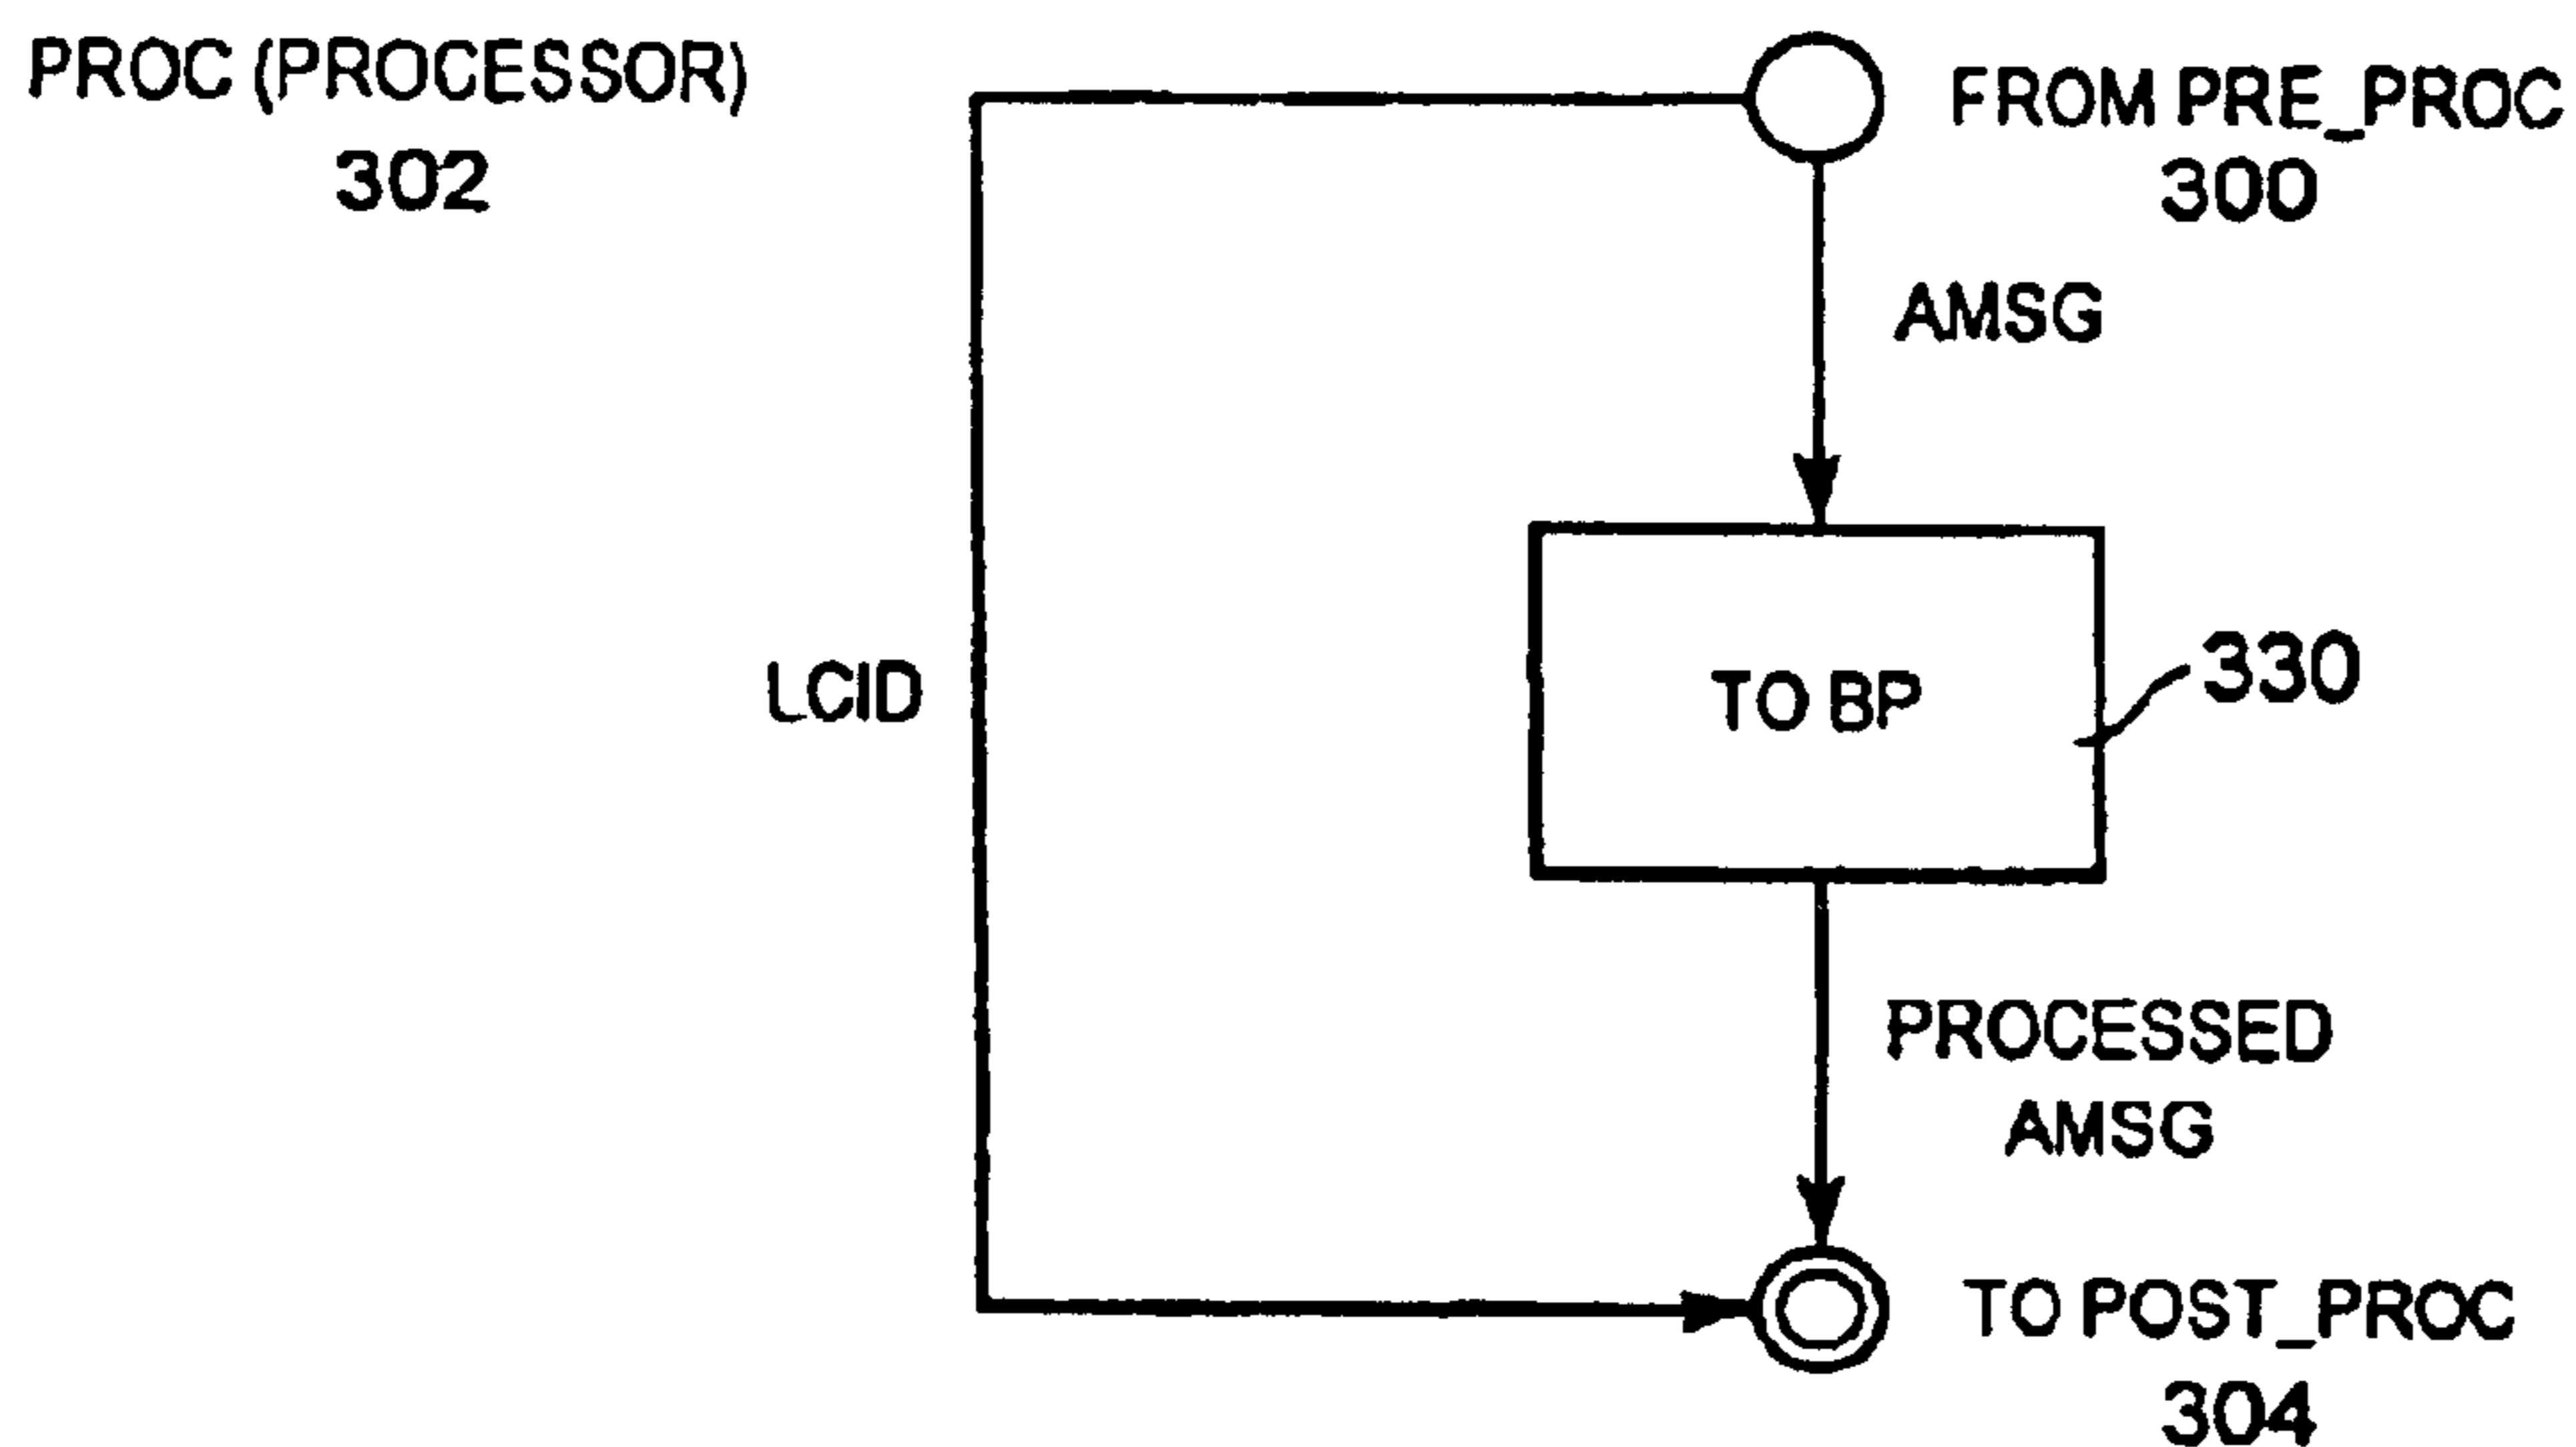 PROC (PROCESSOR)
302
FROM PRE_PROC
300
AMSG
LCID
TO BP
330
PROCESSED
AMSG
TO POST_PROC
304